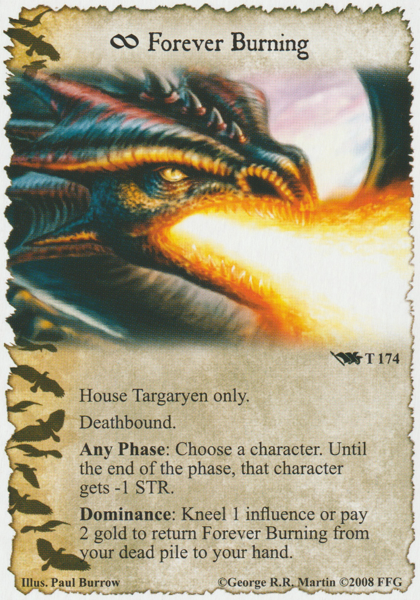 ∞ Forever Burning
T 174
House Targaryen only.
Deathbound.
Any Phase: Choose a character. Until
the end of the phase, that character
gets -1 STR.
Dominance: Kneel 1 influence or pay
2 gold to return Forever Burning from
your dead pile to your hand.
Illus. Paul Burrow ©George R.R. Martin ©2008 FFG